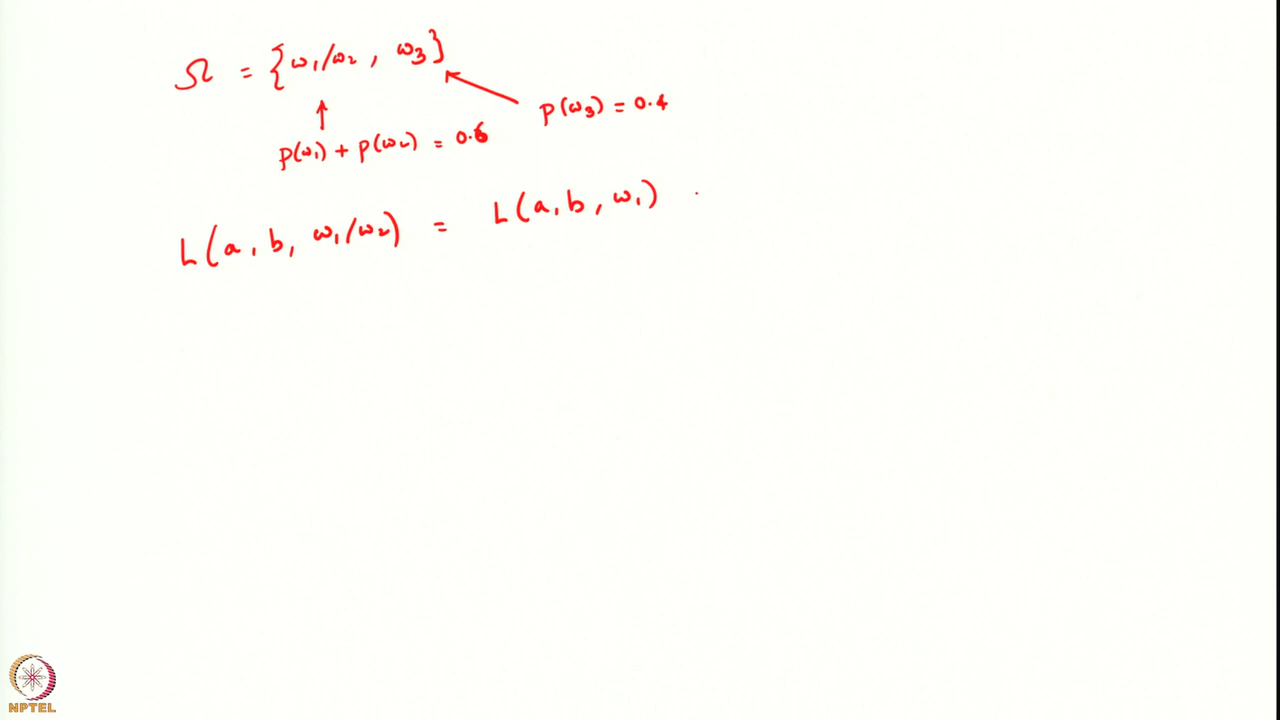 Ω = {ω₁/ω₂, ω₃}
p(ω₃) = 0.4
p(ω₁) + p(ω₂) = 0.6
L(a, b, ω₁/ω₂) = L(a, b, ω₁)
NPTEL